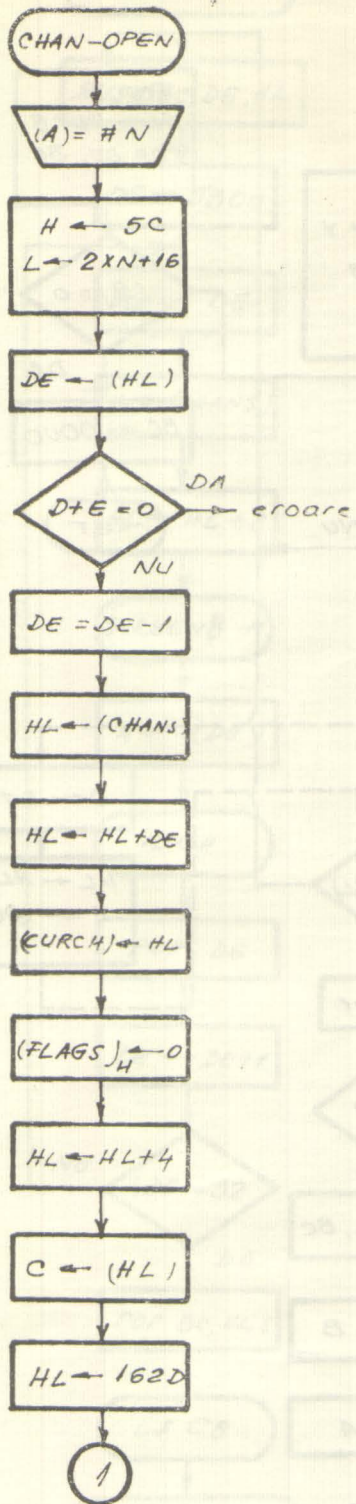 CHAN-OPEN
(A)= #N
H ← 5C
L ← 2XN+16
DE ← (HL)
D+E = 0
DA
eroare
NU
DE = DE-1
HL ← (CHANS)
HL ← HL+DE
(CURCH) ← HL
(FLAGS)H ← 0
HL ← HL+4
C ← (HL)
HL ← 162D
1